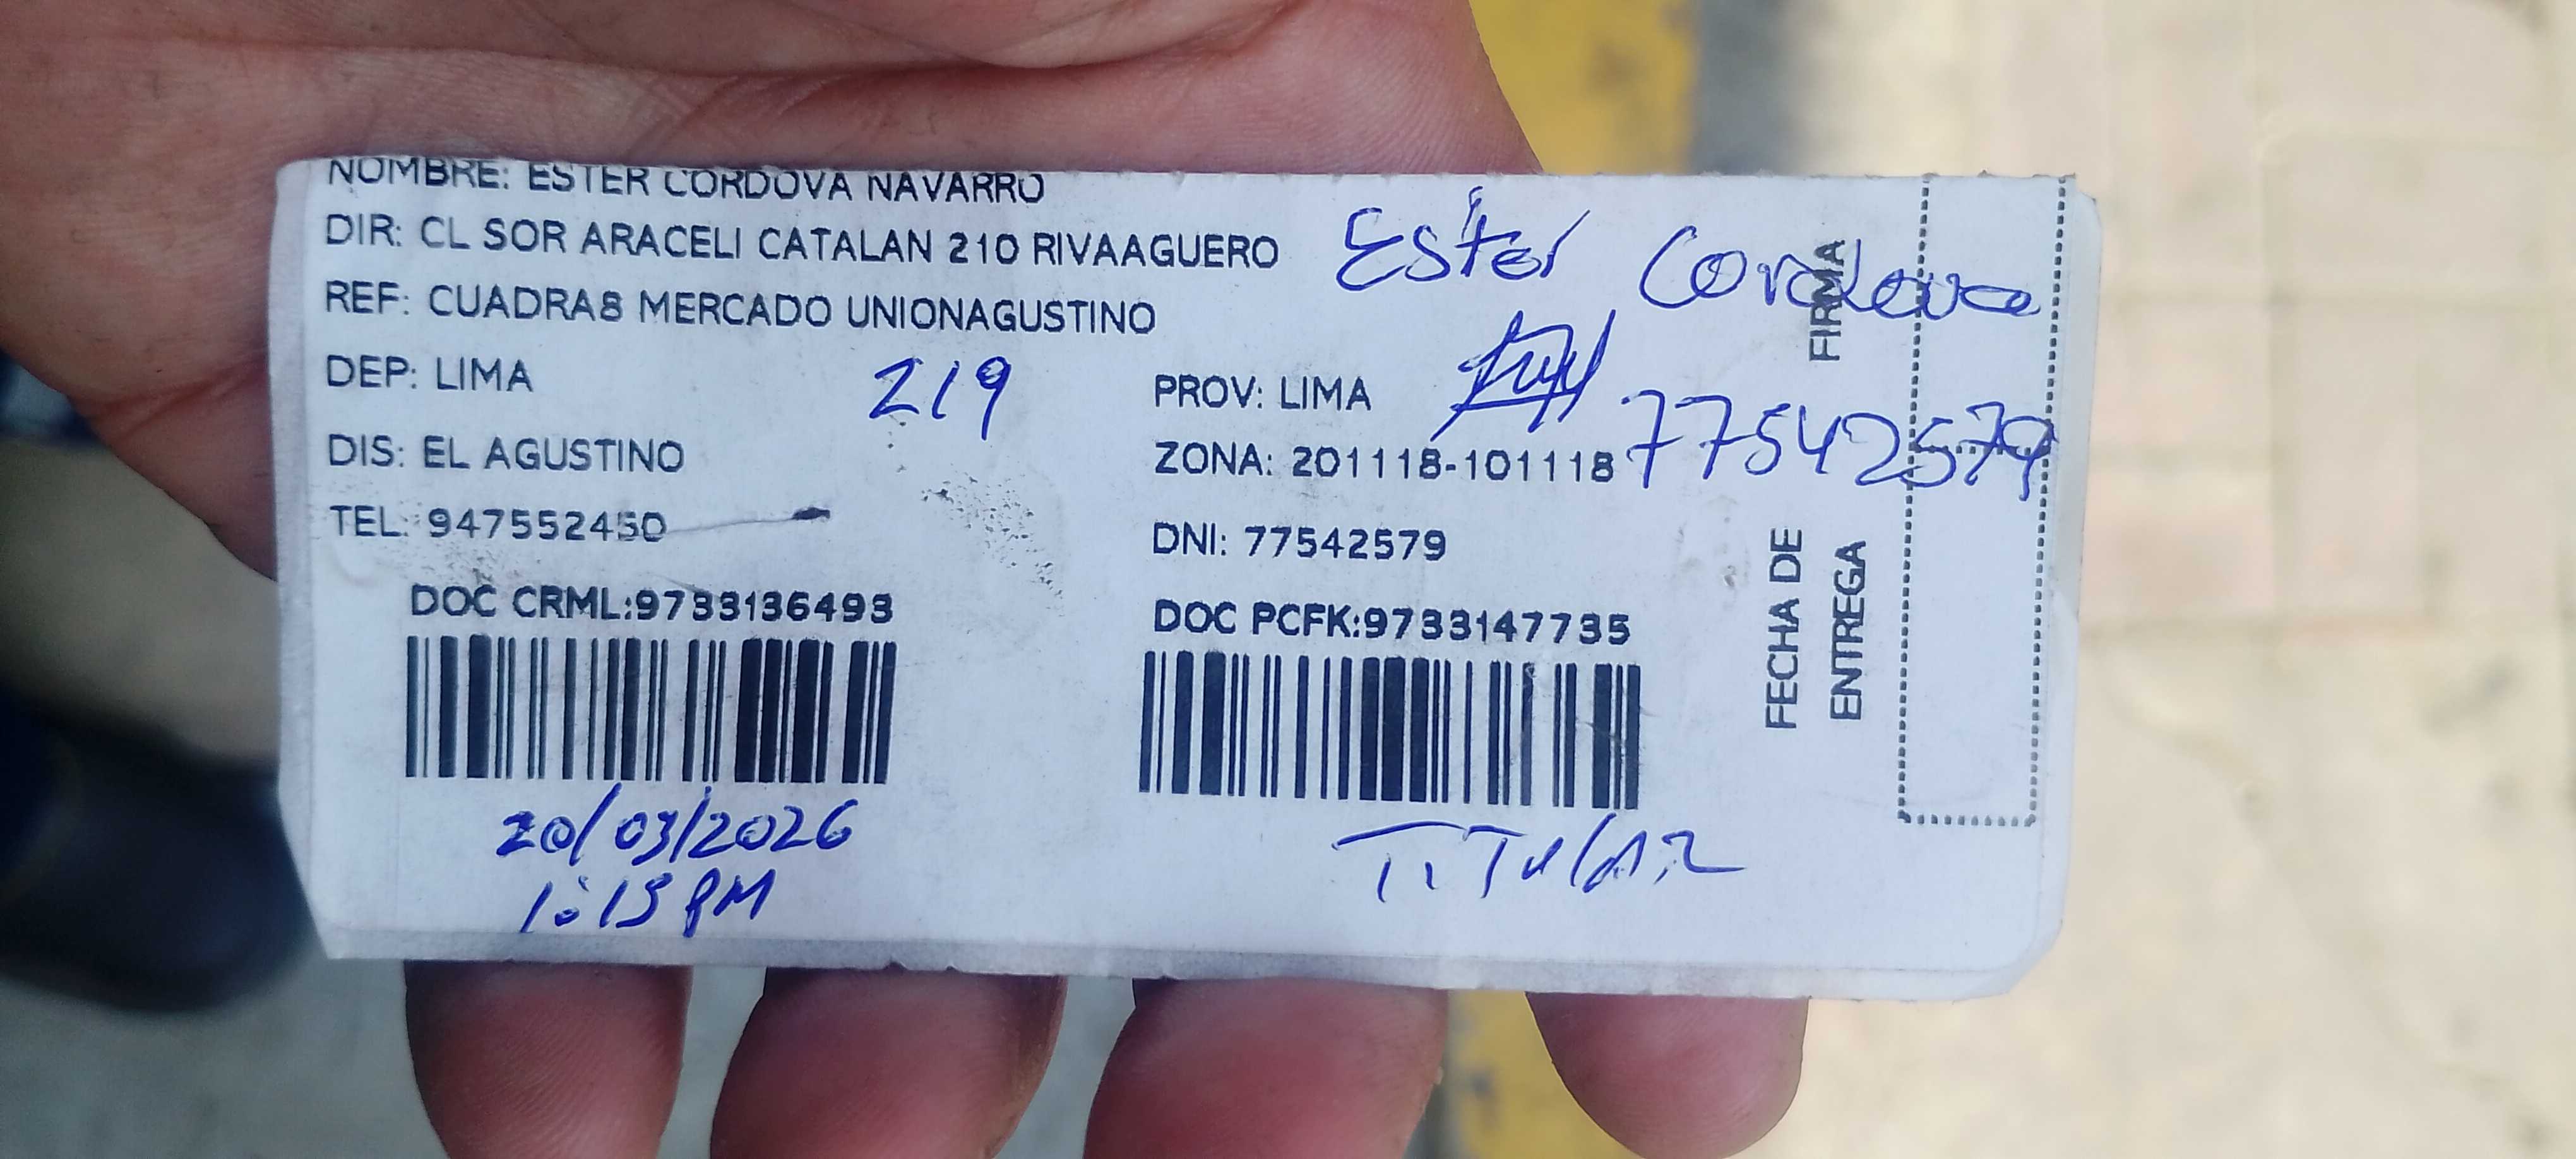 NOMBRE: ESTER CORDOVA NAVARRO
DIR: CL SOR ARACELI CATALAN 210 RIVAAGUERO
REF: CUADRA8 MERCADO UNIONAGUSTINO
Ester Cordova
FIRMA
DEP: LIMA
219
PROV: LIMA
77542579
DIS: EL AGUSTINO
ZONA: 201118-101118
TEL: 947552450
DNI: 77542579
FECHA DE
ENTREGA
DOC CRML:9733136493
DOC PCFK:9733147735
20/03/2026
1:15 PM
TITULAR